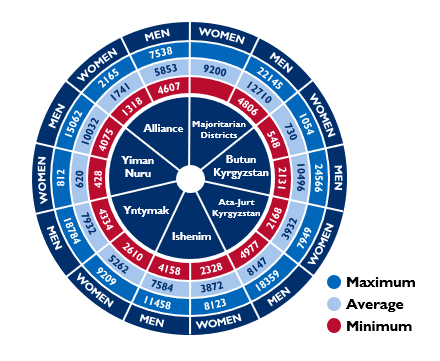 WOMEN
MEN
WOMEN
MEN
WOMEN
MEN
WOMEN
MEN
WOMEN
MEN
WOMEN
MEN
WOMEN
MEN
22145
1054
24566
7949
18359
8123
11458
9209
18784
812
15062
2165
7538
9200
12710
730
10496
3932
8147
3872
7584
5262
7932
620
10032
1741
5853
4806
548
2131
2168
4977
2328
4158
2610
4334
428
4075
1318
4607
Majoritarian
Districts
Butun
Kyrgyzstan
Ata-Jurt
Kyrgyzstan
Ishenim
Yntymak
Yiman
Nuru
Alliance
Maximum
Average
Minimum